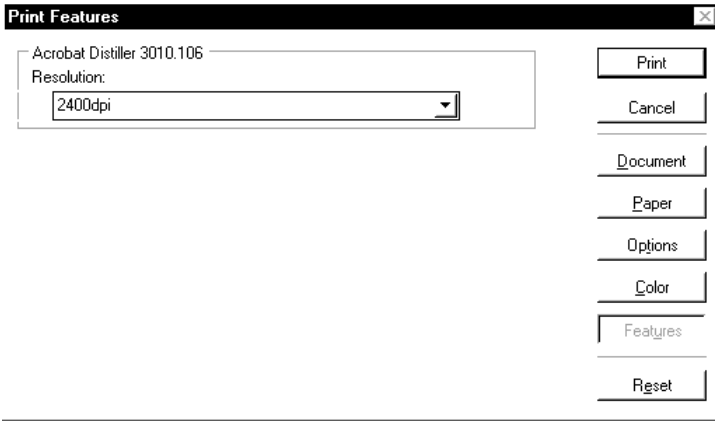 Print Features
Acrobat Distiller 3010.106
Resolution:
2400dpi
Print
Cancel
Document
Paper
Options
Color
Features
Reset